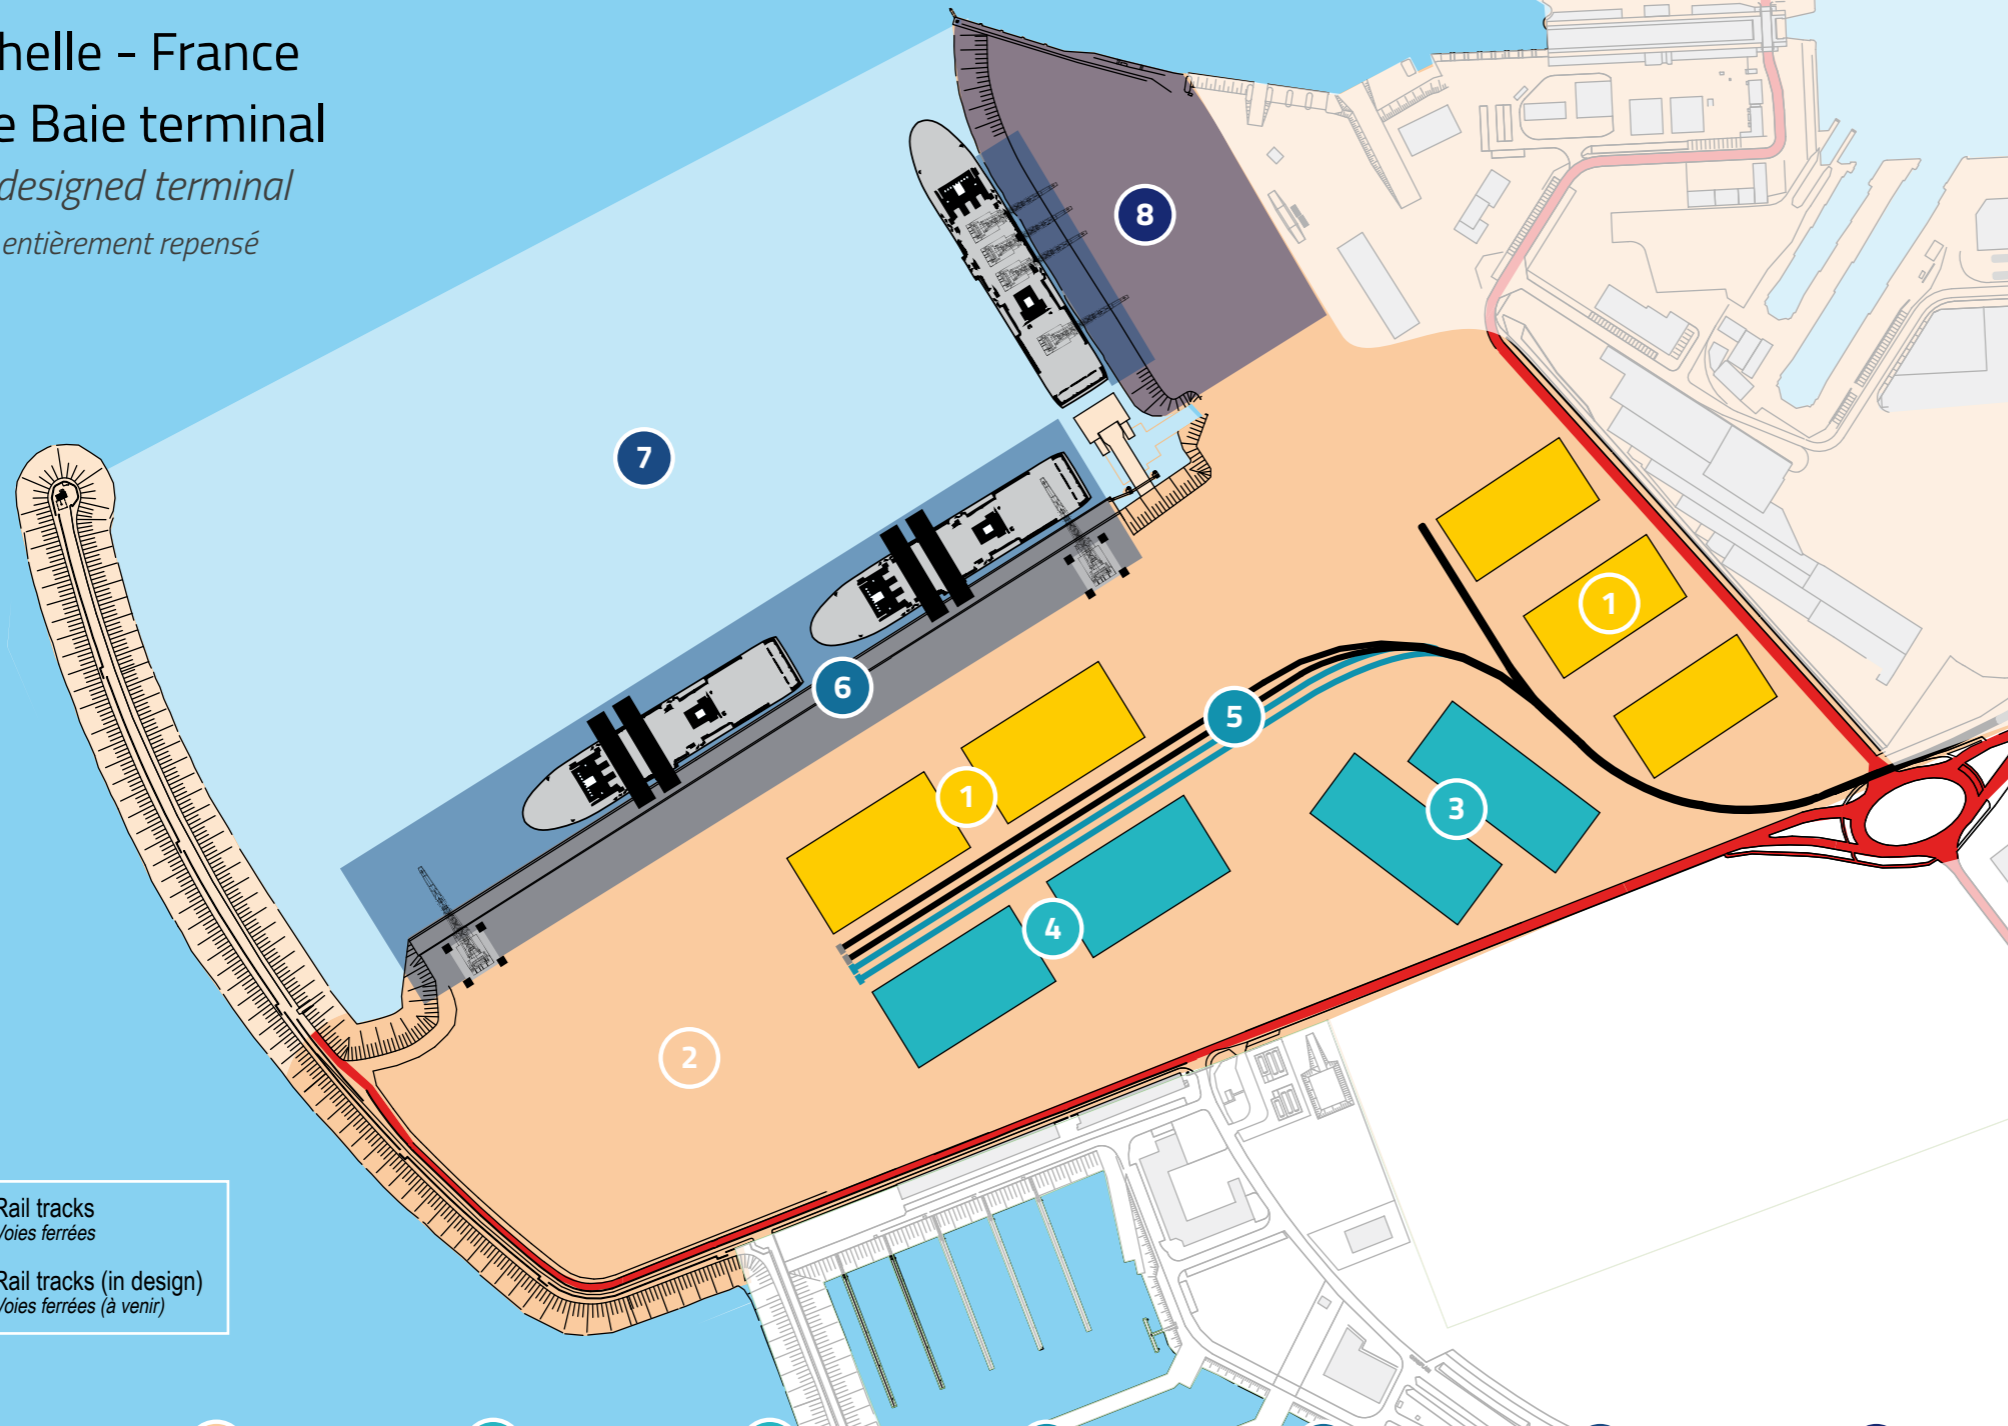 helle - France
e Baie terminal
designed terminal
entièrement repensé
8
7
1
6
5
1
3
4
2
Rail tracks
Voies ferrées
Rail tracks (in design)
Voies ferrées (à venir)